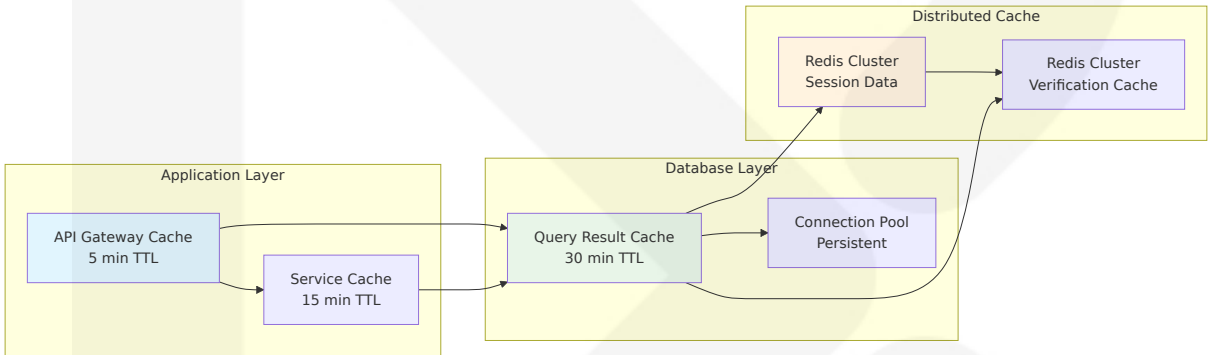 Application Layer
API Gateway Cache
5 min TTL
Service Cache
15 min TTL
Database Layer
Query Result Cache
30 min TTL
Connection Pool
Persistent
Distributed Cache
Redis Cluster
Session Data
Redis Cluster
Verification Cache